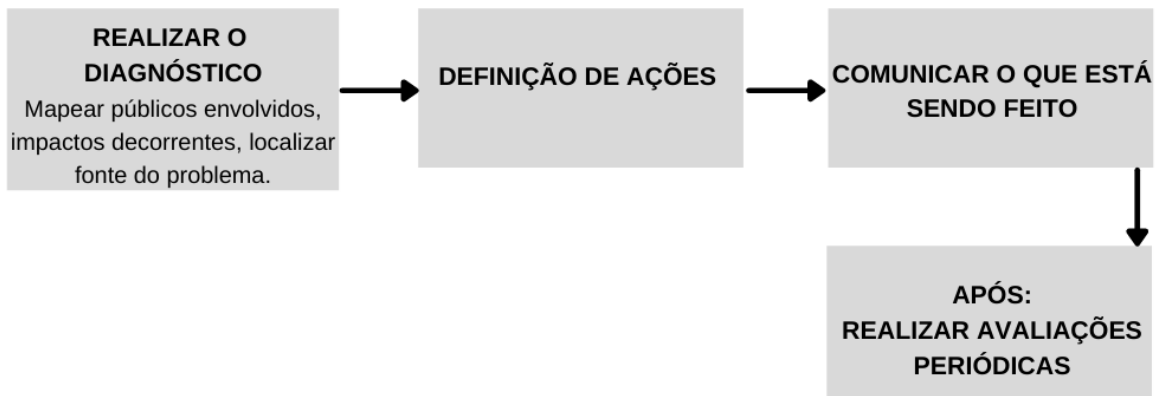 REALIZAR O
DIAGNÓSTICO
Mapear públicos envolvidos,
impactos decorrentes, localizar
fonte do problema.
DEFINIÇÃO DE AÇÕES
COMUNICAR O QUE ESTÁ
SENDO FEITO
APÓS:
REALIZAR AVALIAÇÕES
PERIÓDICAS